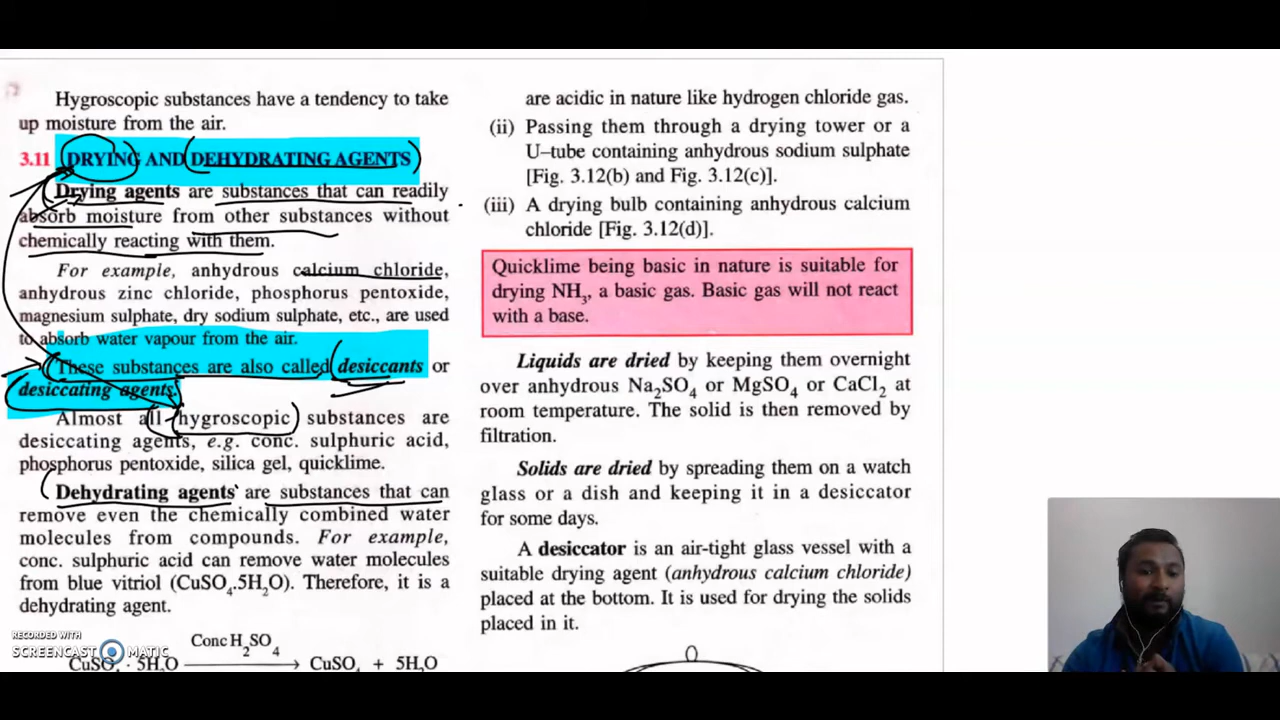 Hygroscopic substances have a tendency to take
up moisture from the air.
3.11 DRYING AND DEHYDRATING AGENTS
Drying agents are substances that can readily
absorb moisture from other substances without
chemically reacting with them.
For example, anhydrous calcium chloride,
anhydrous zinc chloride, phosphorus pentoxide,
magnesium sulphate, dry sodium sulphate, etc., are used
to absorb water vapour from the air.
These substances are also called desiccants or
desiccating agents.
Almost all hygroscopic substances are
desiccating agents, e.g. conc. sulphuric acid,
phosphorus pentoxide, silica gel, quicklime.
Dehydrating agents are substances that can
remove even the chemically combined water
molecules from compounds. For example,
conc. sulphuric acid can remove water molecules
from blue vitriol (CuSO₄.5H₂O). Therefore, it is a
dehydrating agent.
Conc H₂SO₄
CuSO₄ · 5H₂O → CuSO₄ + 5H₂O
RECORDED WITH
SCREENCAST MATIC
are acidic in nature like hydrogen chloride gas.
(ii) Passing them through a drying tower or a
U–tube containing anhydrous sodium sulphate
[Fig. 3.12(b) and Fig. 3.12(c)].
(iii) A drying bulb containing anhydrous calcium
chloride [Fig. 3.12(d)].
Quicklime being basic in nature is suitable for
drying NH₃, a basic gas. Basic gas will not react
with a base.
Liquids are dried by keeping them overnight
over anhydrous Na₂SO₄ or MgSO₄ or CaCl₂ at
room temperature. The solid is then removed by
filtration.
Solids are dried by spreading them on a watch
glass or a dish and keeping it in a desiccator
for some days.
A desiccator is an air-tight glass vessel with a
suitable drying agent (anhydrous calcium chloride)
placed at the bottom. It is used for drying the solids
placed in it.